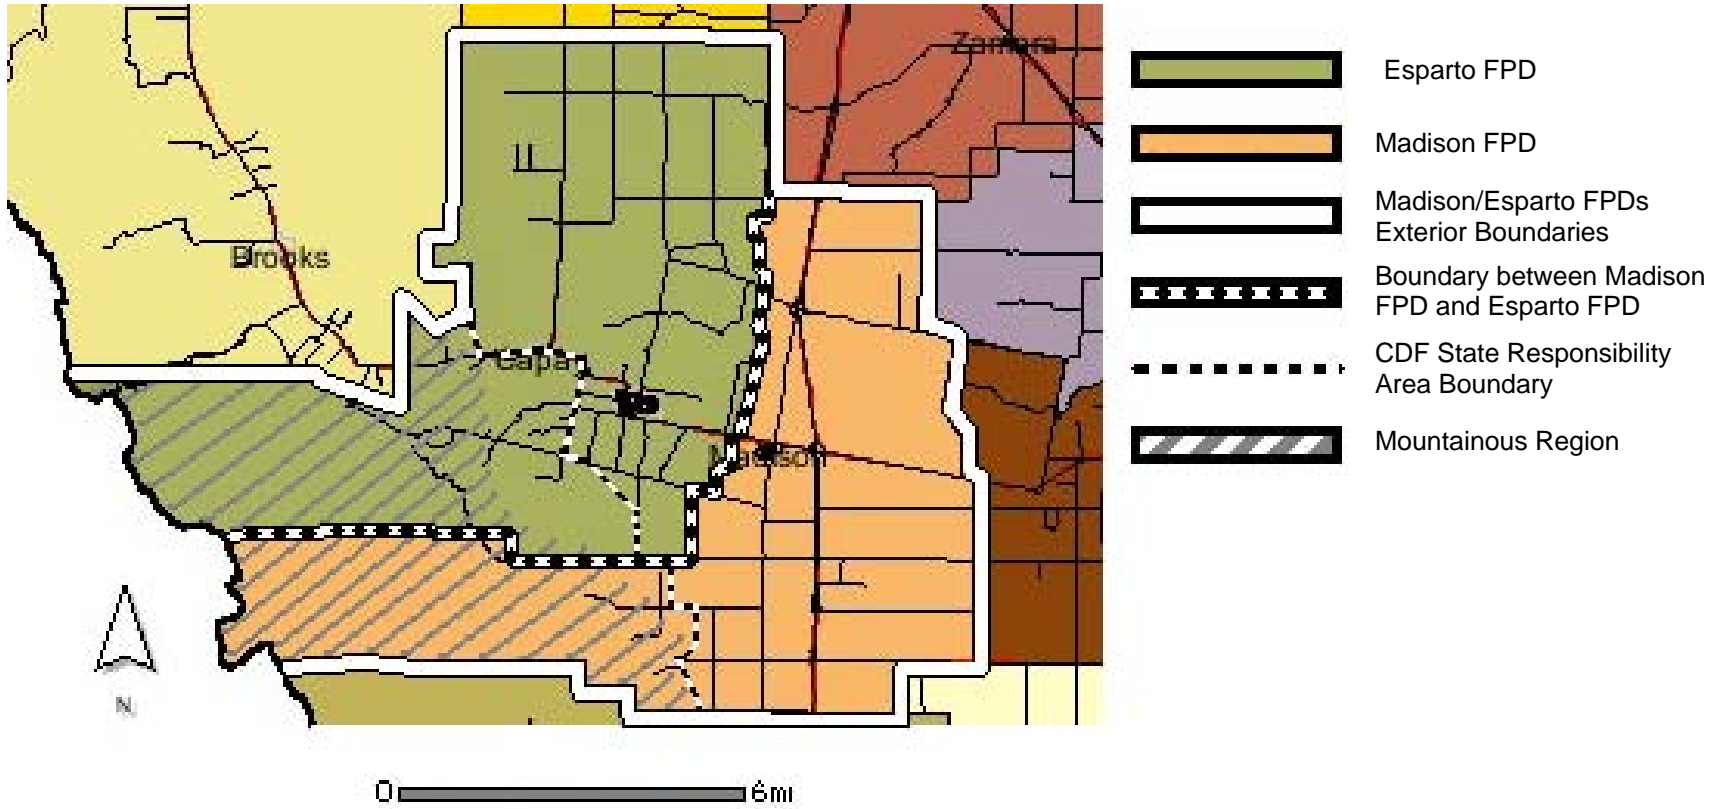 Zamora
Esparto FPD
Madison FPD
Madison/Esparto FPDs
Exterior Boundaries
Brooks
Boundary between Madison
FPD and Esparto FPD
Capa
CDF State Responsibility
Area Boundary
Mountainous Region
Madison
N
0 6mi